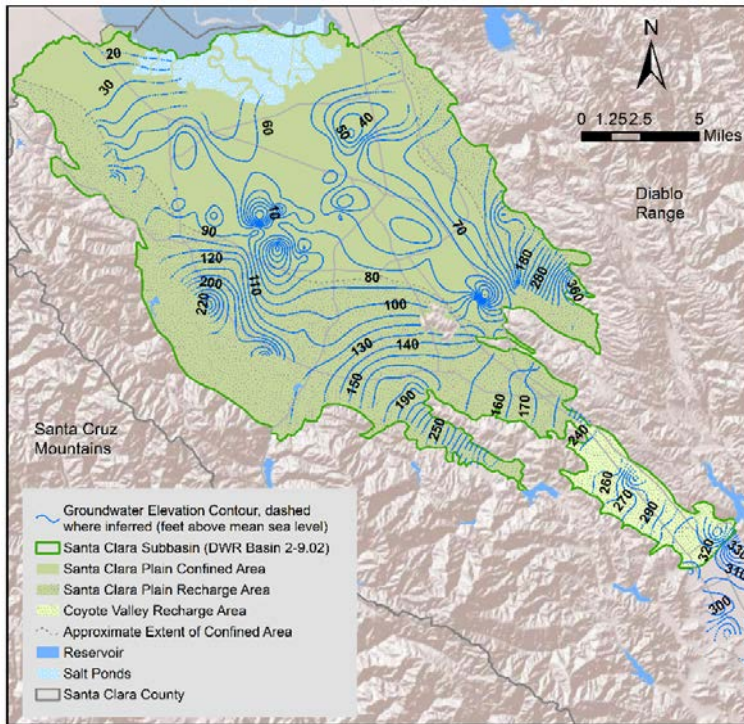 N
0 1.25 2.5 5
Miles
Diablo
Range
Santa Cruz
Mountains
20
30
60
40
50
10
70
90
120
110
200
220
80
100
180
280
360
130
140
150
190
160
170
250
240
260
270
290
320
330
310
300
Groundwater Elevation Contour, dashed
where inferred (feet above mean sea level)
Santa Clara Subbasin (DWR Basin 2-9.02)
Santa Clara Plain Confined Area
Santa Clara Plain Recharge Area
Coyote Valley Recharge Area
Approximate Extent of Confined Area
Reservoir
Salt Ponds
Santa Clara County